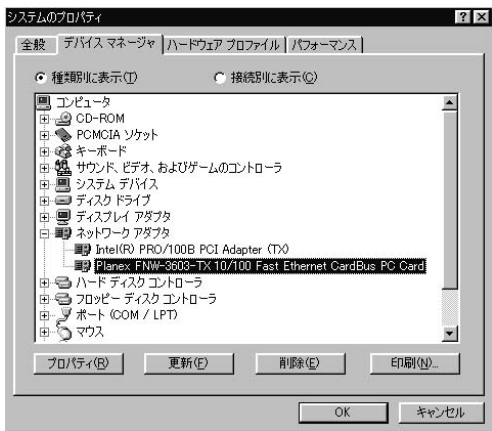 システムのプロパティ
全般 デバイス マネージャ ハードウェア プロファイル パフォーマンス
種類別に表示(T) 接続別に表示(C)
コンピュータ
CD-ROM
PCMCIA ソケット
キーボード
サウンド、ビデオ、およびゲームのコントローラ
システム デバイス
ディスク ドライブ
ディスプレイ アダプタ
ネットワーク アダプタ
Intel(R) PRO/100B PCI Adapter (TX)
Planex FNW-3603-TX 10/100 Fast Ethernet CardBus PC Card
ハード ディスク コントローラ
フロッピー ディスク コントローラ
ポート (COM / LPT)
マウス
プロパティ(R) 更新(F) 削除(E) 印刷(N)...
OK キャンセル